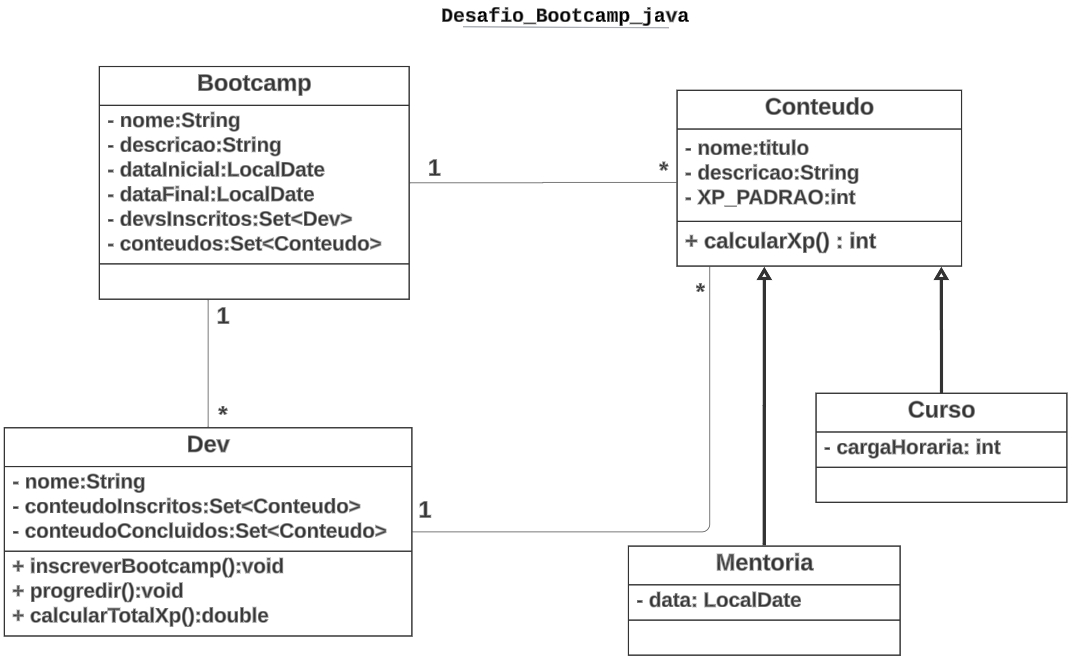 Desafio_Bootcamp_java
Bootcamp
- nome:String
- descricao:String
- dataInicial:LocalDate
- dataFinal:LocalDate
- devsInscritos:Set<Dev>
- conteudos:Set<Conteudo>
1
*
Conteudo
- nome:titulo
- descricao:String
- XP_PADRAO:int
+ calcularXp() : int
1
*
*
Dev
- nome:String
- conteudoInscritos:Set<Conteudo>
- conteudoConcluidos:Set<Conteudo>
+ inscreverBootcamp():void
+ progredir():void
+ calcularTotalXp():double
1
Curso
- cargaHoraria: int
Mentoria
- data: LocalDate